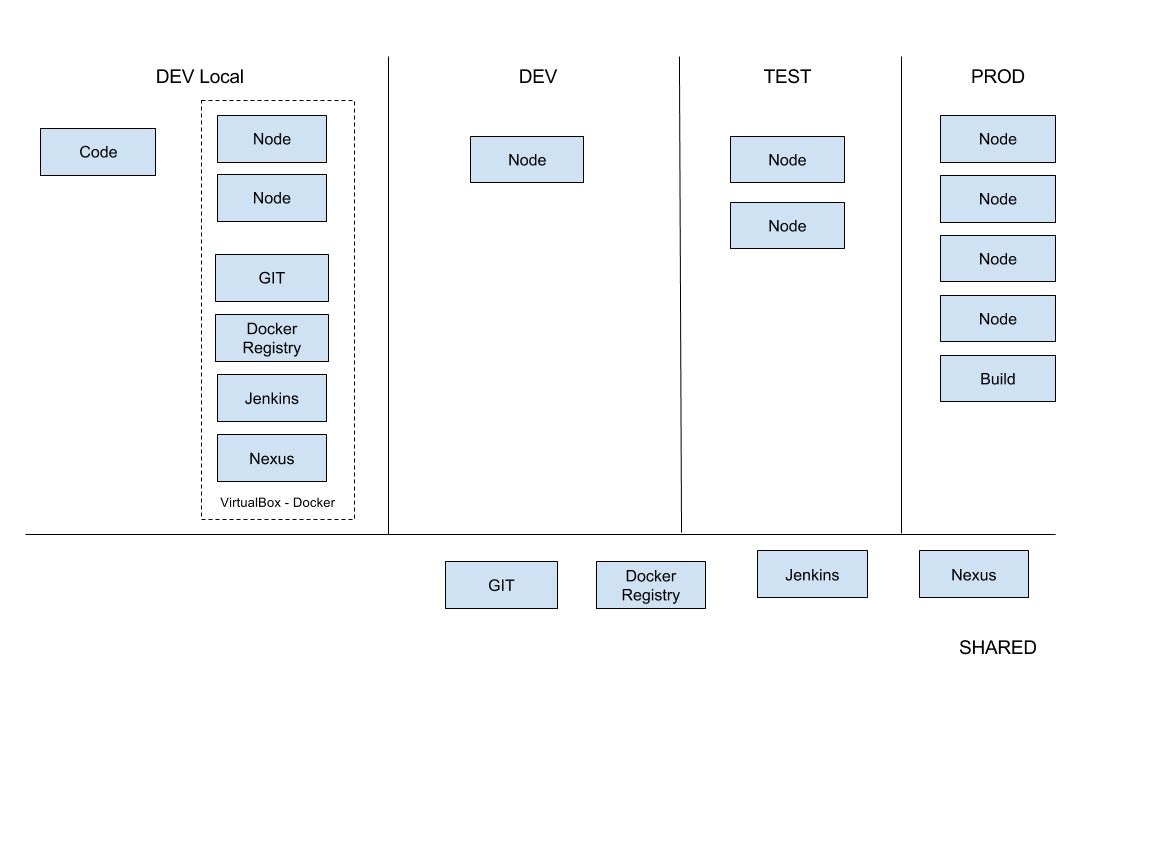 DEV Local
DEV
TEST
PROD
Code
Node
Node
GIT
Docker
Registry
Jenkins
Nexus
VirtualBox - Docker
Node
Node
Node
Node
Node
Node
Node
Build
GIT
Docker
Registry
Jenkins
Nexus
SHARED